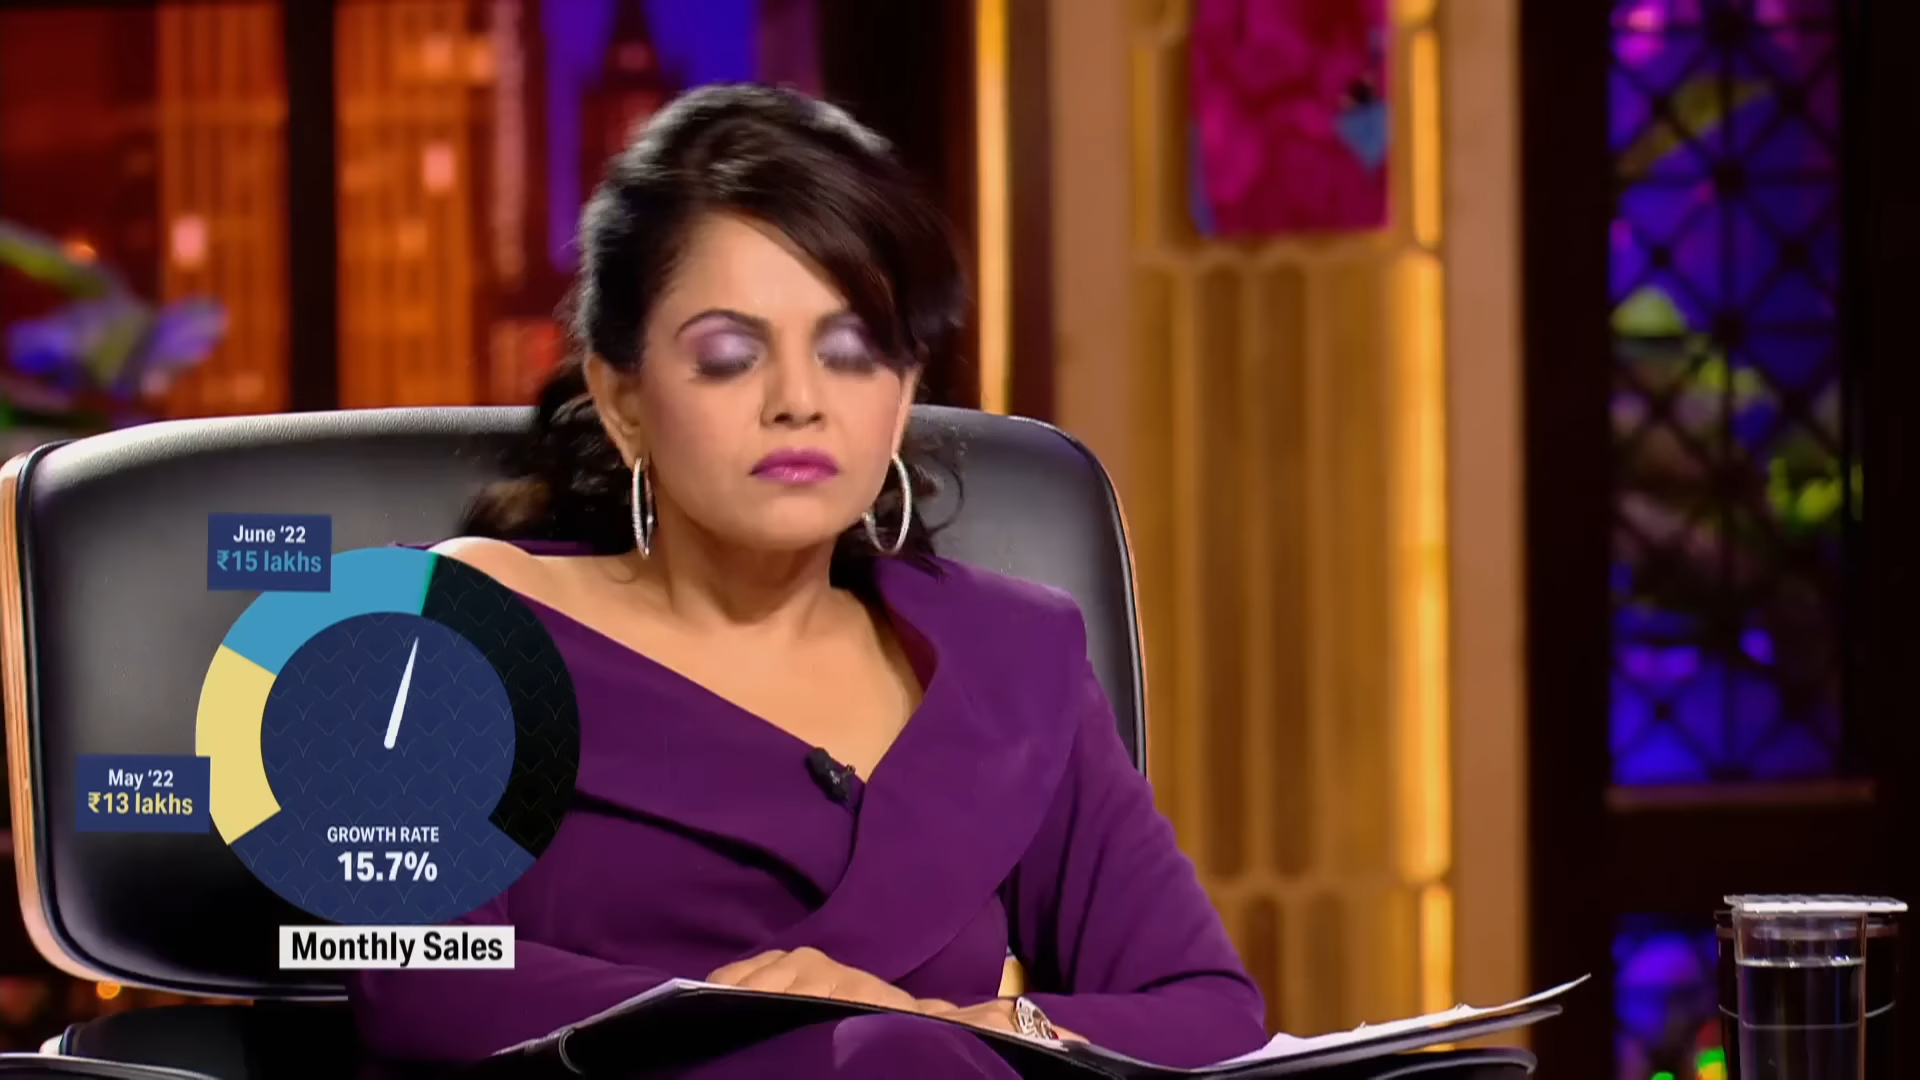 June '22
₹15 lakhs
May '22
₹13 lakhs
GROWTH RATE
15.7%
Monthly Sales